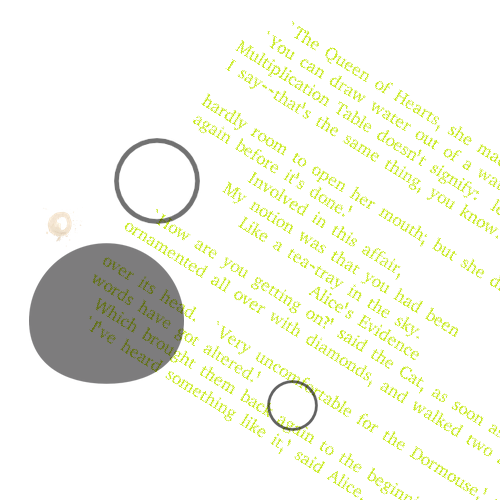 'The Queen of Hearts, she
'You can draw water out of a
Multiplication Table doesn't signify:
I say--that's the same thing, you know.
hardly room to open her mouth; but she
again before it's done.'
Involved in this affair,
My notion was that you had been
Like a tea-tray in the sky.
Alice's Evidence
'How are you getting on?' said the Cat, as soon
ornamented all over with diamonds, and walked two
over its head.
words have got altered.'
'Very uncomfortable for the Dormouse,'
Which brought them back again to the
'I've heard something like it,' said Alice.